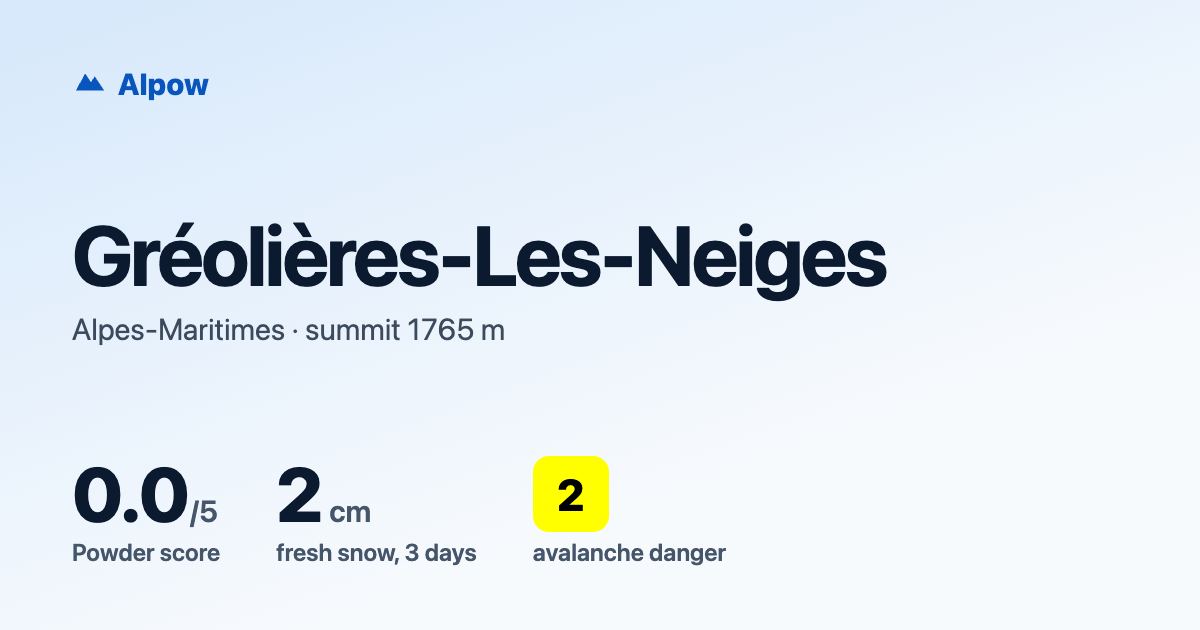 Alpow
Gréolières-Les-Neiges
Alpes-Maritimes · summit 1765 m
0.0/5 2 cm 2
Powder score fresh snow, 3 days avalanche danger